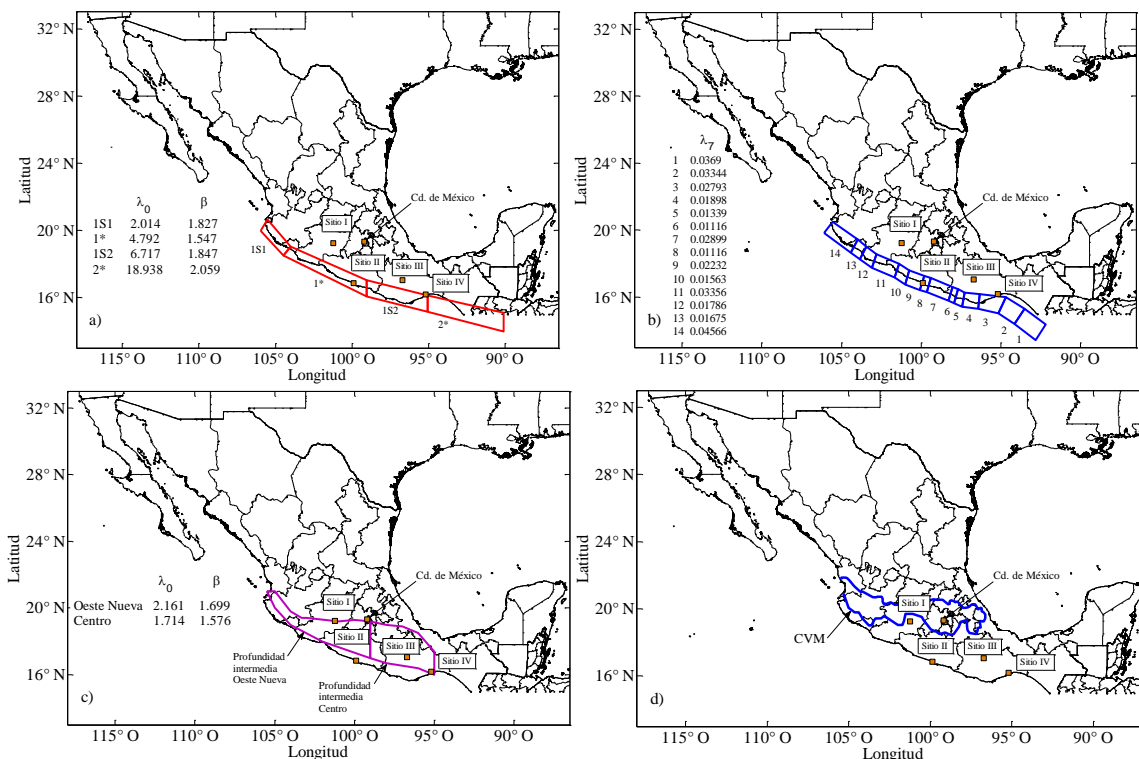 32° N
28° N
24° N
20° N
16° N
Latitud
λ0 β
1S1 2.014 1.827
1* 4.792 1.547
1S2 6.717 1.847
2* 18.938 2.059
Cd. de México
Sitio I
Sitio II
Sitio III
Sitio IV
1S1
1*
1S2
2*
a)
115° O 110° O 105° O 100° O 95° O 90° O
Longitud
32° N
28° N
24° N
20° N
16° N
Latitud
λ7
1 0.0369
2 0.03344
3 0.02793
4 0.01898
5 0.01339
6 0.01116
7 0.02899
8 0.01116
9 0.02232
10 0.01563
11 0.03356
12 0.01786
13 0.01675
14 0.04566
Cd. de México
Sitio I
Sitio II
Sitio III
Sitio IV
14
13
12
11
10
9
8
7
6
5
4
3
2
1
b)
115° O 110° O 105° O 100° O 95° O 90° O
Longitud
32° N
28° N
24° N
20° N
16° N
Latitud
λ0 β
Oeste Nueva 2.161 1.699
Centro 1.714 1.576
Cd. de México
Sitio I
Sitio II
Sitio III
Sitio IV
Profundidad
intermedia
Oeste Nueva
Profundidad
intermedia
Centro
c)
115° O 110° O 105° O 100° O 95° O 90° O
Longitud
32° N
28° N
24° N
20° N
16° N
Latitud
Cd. de México
Sitio I
CVM
Sitio II
Sitio III
Sitio IV
d)
115° O 110° O 105° O 100° O 95° O 90° O
Longitud